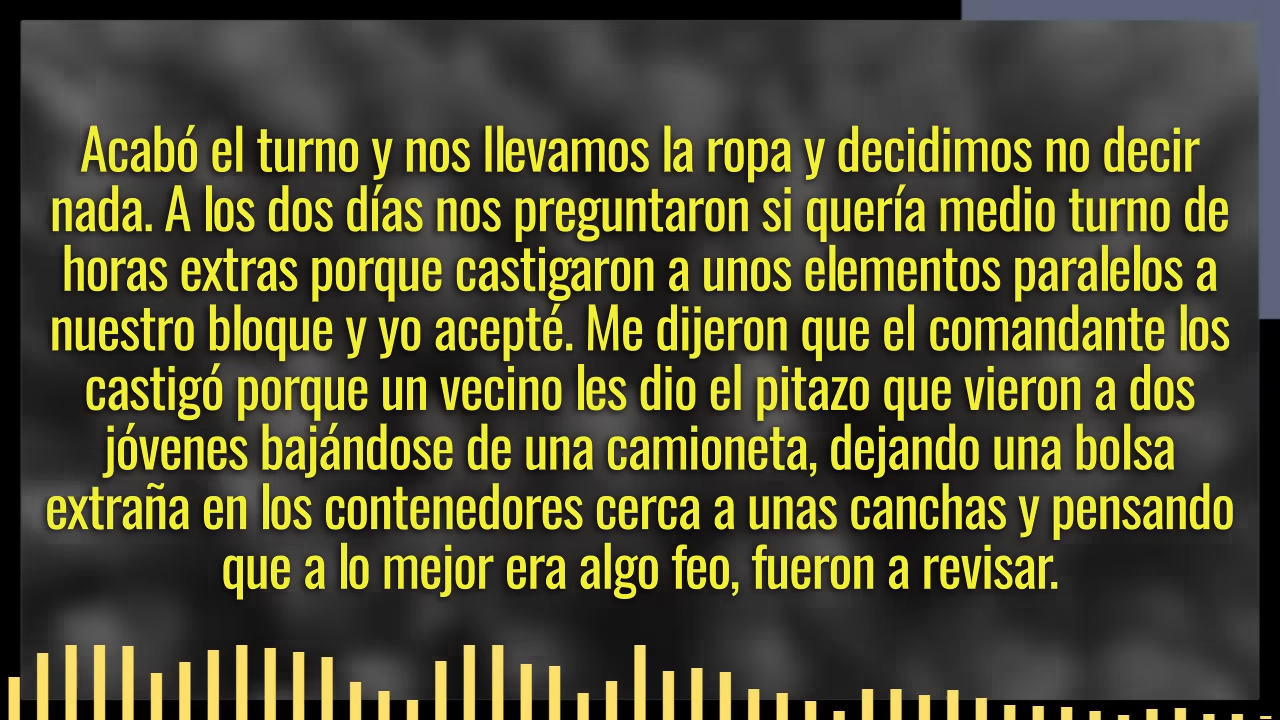 Acabó el turno y nos llevamos la ropa y decidimos no decir
nada. A los dos días nos preguntaron si quería medio turno de
horas extras porque castigaron a unos elementos paralelos a
nuestro bloque y yo acepté. Me dijeron que el comandante los
castigó porque un vecino les dio el pitazo que vieron a dos
jóvenes bajándose de una camioneta, dejando una bolsa
extraña en los contenedores cerca a unas canchas y pensando
que a lo mejor era algo feo, fueron a revisar.